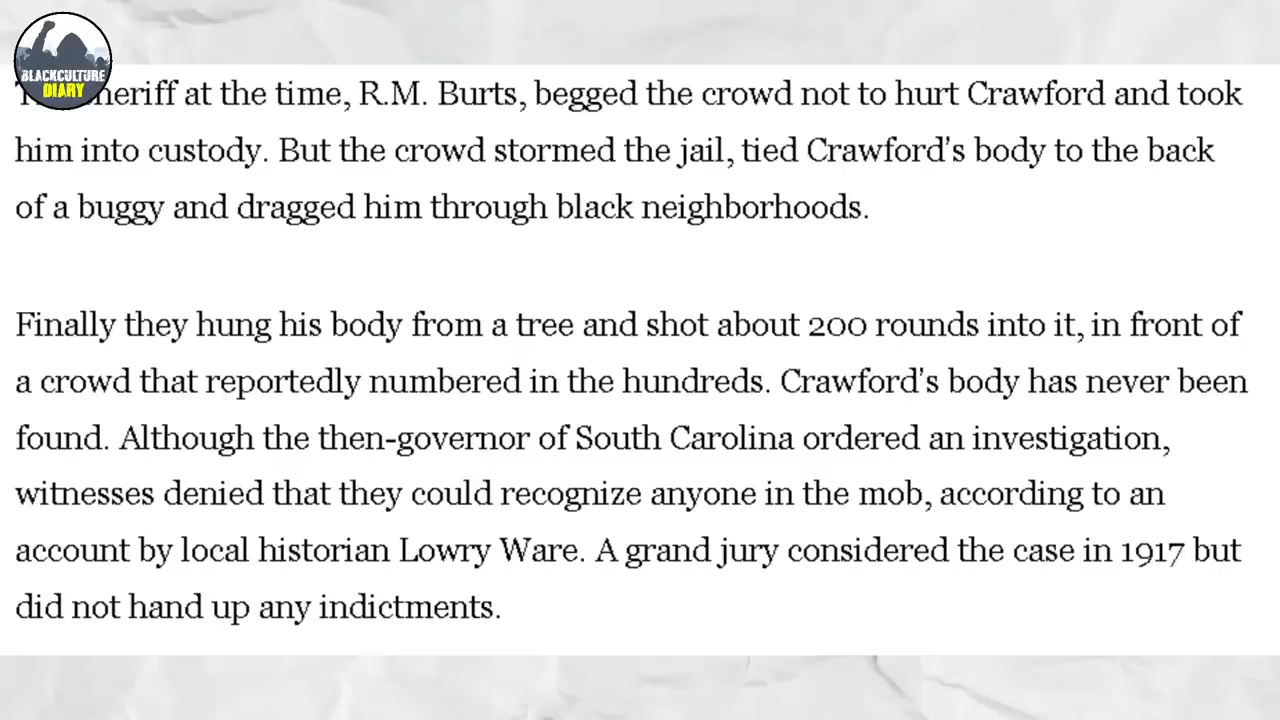 BLACKCULTURE
DIARY
at the time, R.M. Burts, begged the crowd not to hurt Crawford and took
him into custody. But the crowd stormed the jail, tied Crawford's body to the back
of a buggy and dragged him through black neighborhoods.
Finally they hung his body from a tree and shot about 200 rounds into it, in front of
a crowd that reportedly numbered in the hundreds. Crawford's body has never been
found. Although the then-governor of South Carolina ordered an investigation,
witnesses denied that they could recognize anyone in the mob, according to an
account by local historian Lowry Ware. A grand jury considered the case in 1917 but
did not hand up any indictments.